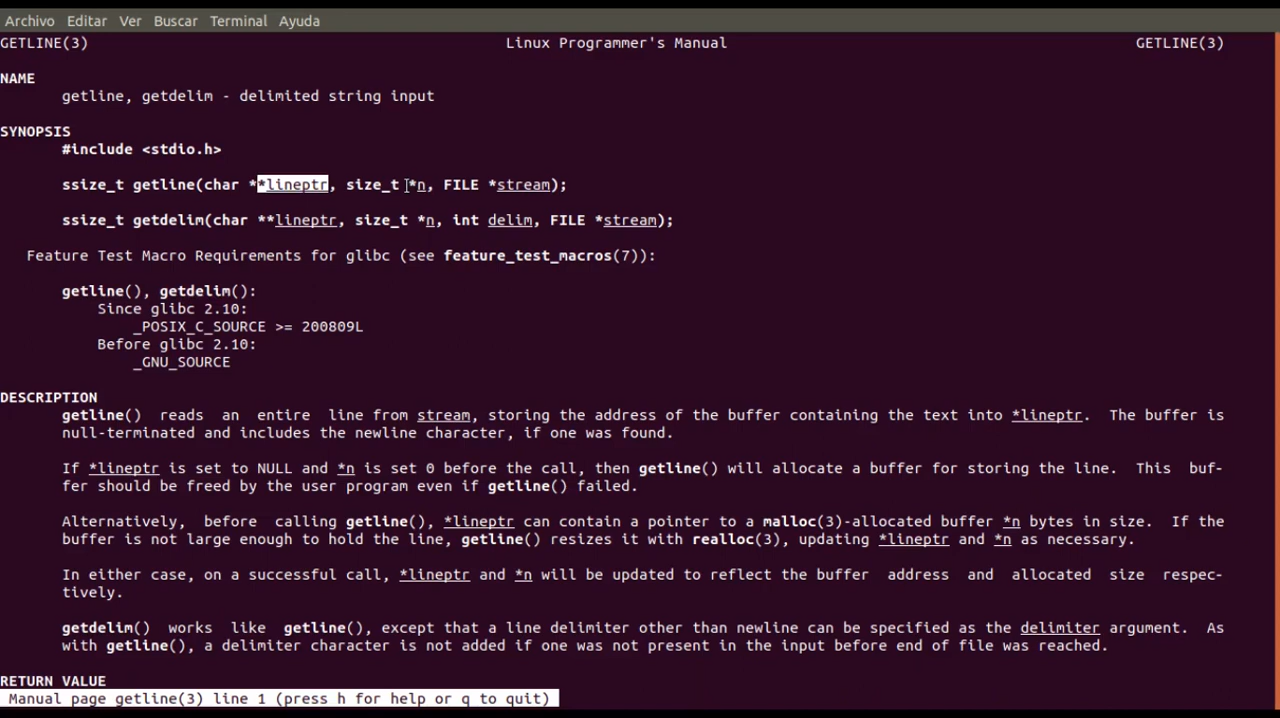 Archivo Editar Ver Buscar Terminal Ayuda
GETLINE(3) Linux Programmer's Manual GETLINE(3)
NAME
getline, getdelim - delimited string input
SYNOPSIS
#include <stdio.h>
ssize_t getline(char **lineptr, size_t *n, FILE *stream);
ssize_t getdelim(char **lineptr, size_t *n, int delim, FILE *stream);
Feature Test Macro Requirements for glibc (see feature_test_macros(7)):
getline(), getdelim():
Since glibc 2.10:
_POSIX_C_SOURCE >= 200809L
Before glibc 2.10:
_GNU_SOURCE
DESCRIPTION
getline() reads an entire line from stream, storing the address of the buffer containing the text into *lineptr. The buffer is
null-terminated and includes the newline character, if one was found.
If *lineptr is set to NULL and *n is set 0 before the call, then getline() will allocate a buffer for storing the line. This buf-
fer should be freed by the user program even if getline() failed.
Alternatively, before calling getline(), *lineptr can contain a pointer to a malloc(3)-allocated buffer *n bytes in size. If the
buffer is not large enough to hold the line, getline() resizes it with realloc(3), updating *lineptr and *n as necessary.
In either case, on a successful call, *lineptr and *n will be updated to reflect the buffer address and allocated size respec-
tively.
getdelim() works like getline(), except that a line delimiter other than newline can be specified as the delimiter argument. As
with getline(), a delimiter character is not added if one was not present in the input before end of file was reached.
RETURN VALUE
Manual page getline(3) line 1 (press h for help or q to quit)